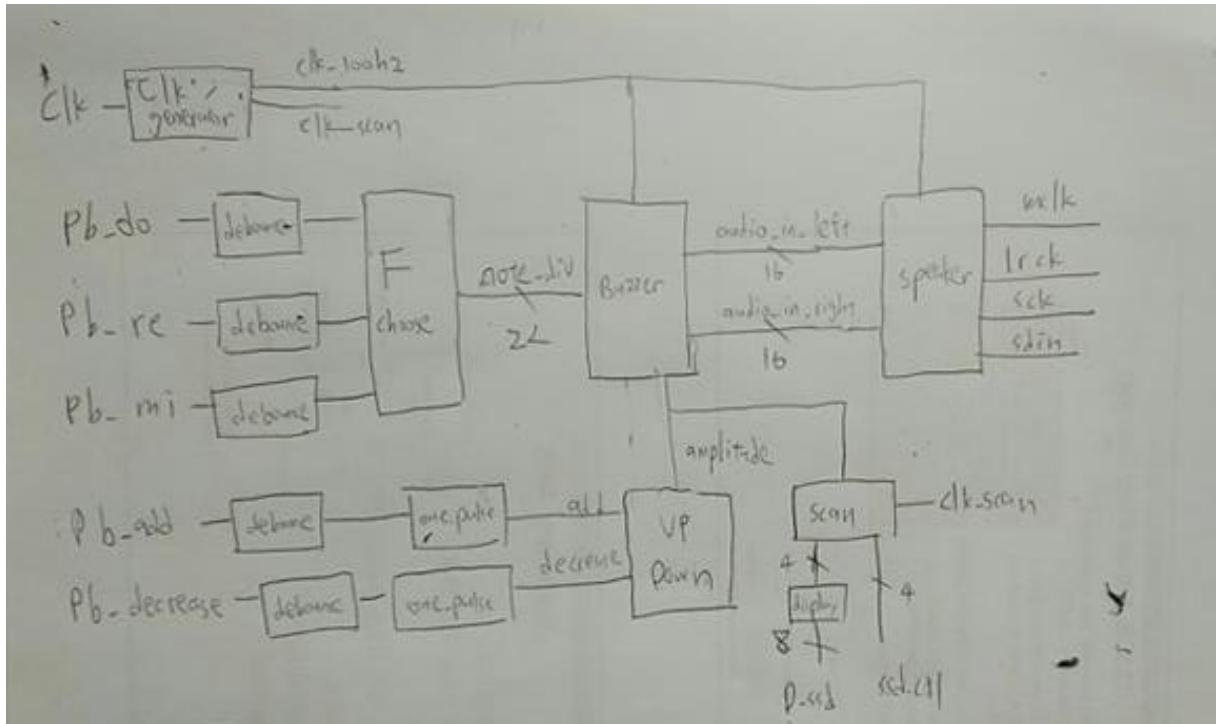 clk_100hz
Clk
Clk generator
clk_scan
Pb_do
debounce
F choose
note_div
22
Buzzer
audio_in_left
16
audio_in_right
16
speaker
mclk
lrck
sck
sdin
Pb_re
debounce
Pb_mi
debounce
amplitude
Pb_add
debounce
one_pulse
add
UP Down
scan
clk_scan
Pb_decrease
debounce
one_pulse
decrease
4
4
display
8
D_ssd
ssd_ctl